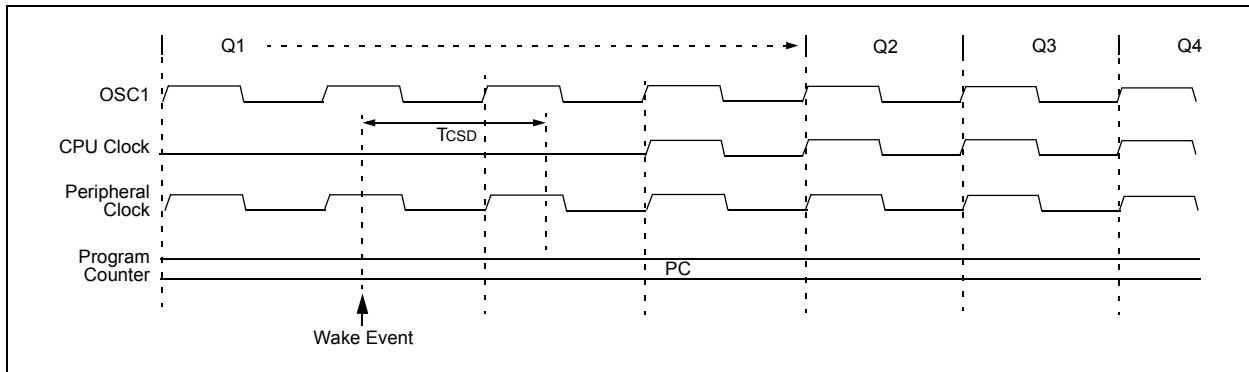 Q1 Q2 Q3 Q4
OSC1
TCSD
CPU Clock
Peripheral
Clock
Program
Counter
PC
Wake Event